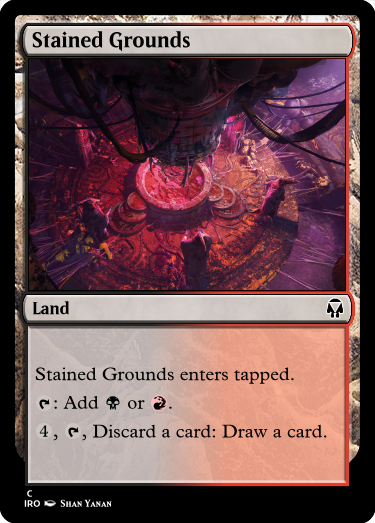 Stained Grounds
Land
Stained Grounds enters tapped.
: Add or .
4 , , Discard a card: Draw a card.
C
IRO Shan Yanan